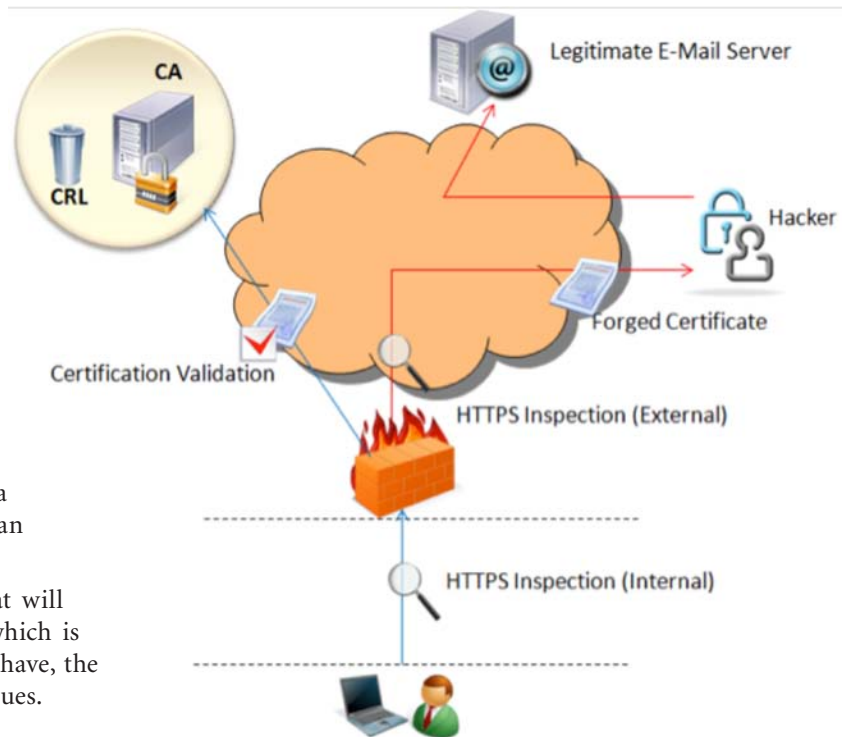 Legitimate E-Mail Server
CA
CRL
Hacker
Forged Certificate
Certification Validation
HTTPS Inspection (External)
a
an
HTTPS Inspection (Internal)
at will
which is
have, the
ues.